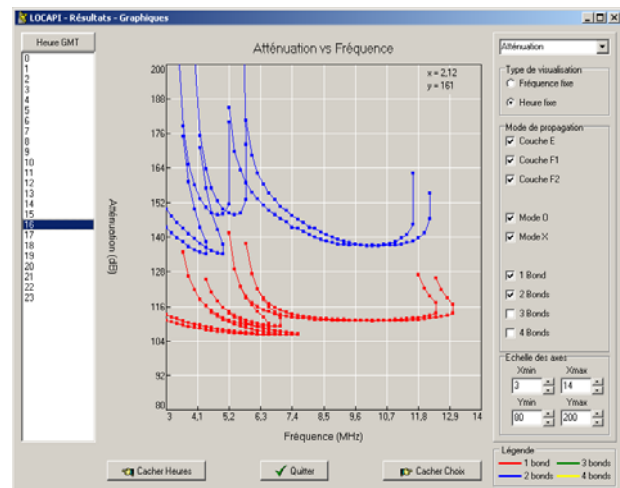 LOCAPI - Résultats - Graphiques
Heure GMT
0
1
2
3
4
5
6
7
8
9
10
11
12
13
14
15
16
17
18
19
20
21
22
23
Atténuation vs Fréquence
x = 2,12
y = 161
Atténuation (dB)
200
188
176
164
152
140
128
116
104
92
80
3 4,1 5,2 6,3 7,4 8,5 9,6 10,7 11,8 12,9 14
Fréquence (MHz)
Cacher Heures
Quitter
Cacher Choix
Atténuation
Type de visualisation
Fréquence fixe
Heure fixe
Mode de propagation
Couche E
Couche F1
Couche F2
Mode O
Mode X
1 Bond
2 Bonds
3 Bonds
4 Bonds
Echelle des axes
Xmin Xmax
3 14
Ymin Ymax
80 200
Légende
1 bond 3 bonds
2 bonds 4 bonds